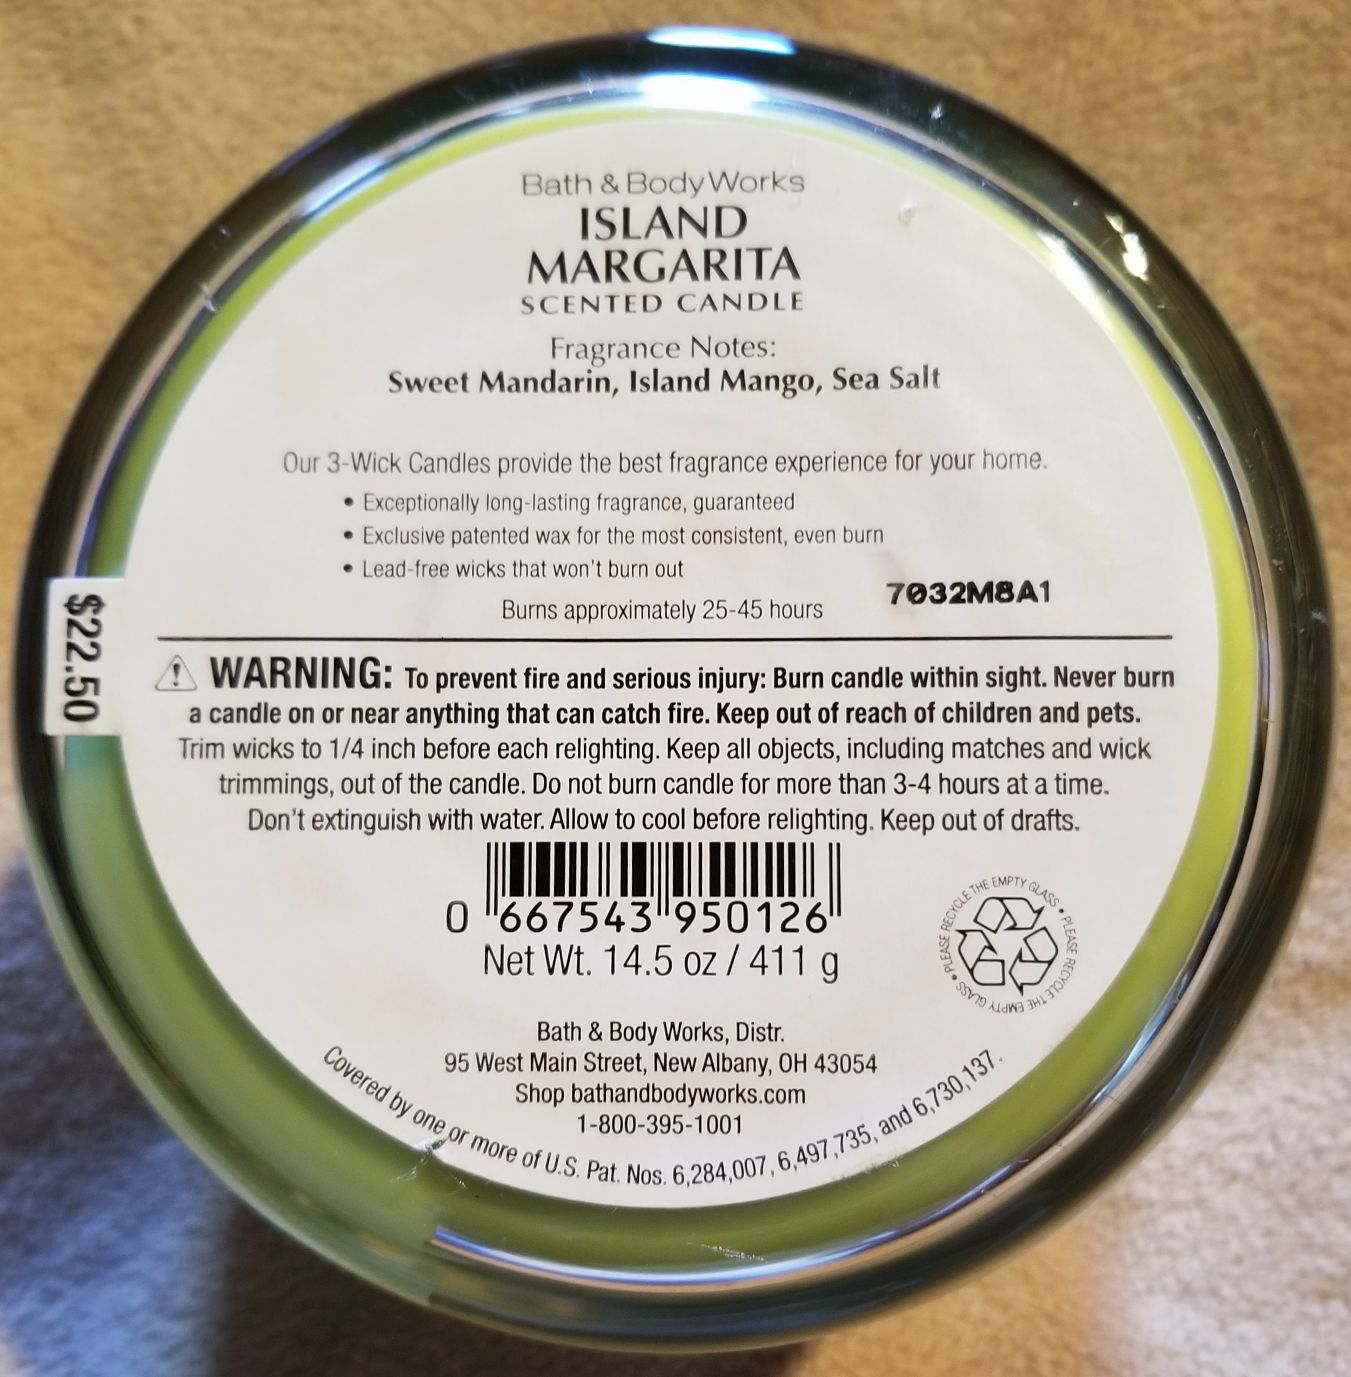 Bath & Body Works
ISLAND
MARGARITA
SCENTED CANDLE
Fragrance Notes:
Sweet Mandarin, Island Mango, Sea Salt
Our 3-Wick Candles provide the best fragrance experience for your home.
• Exceptionally long-lasting fragrance, guaranteed
• Exclusive patented wax for the most consistent, even burn
• Lead-free wicks that won't burn out
7032M8A1
Burns approximately 25-45 hours
$22.50
WARNING: To prevent fire and serious injury: Burn candle within sight. Never burn
a candle on or near anything that can catch fire. Keep out of reach of children and pets.
Trim wicks to 1/4 inch before each relighting. Keep all objects, including matches and wick
trimmings, out of the candle. Do not burn candle for more than 3-4 hours at a time.
Don't extinguish with water. Allow to cool before relighting. Keep out of drafts.
0 667543 950126
Net Wt. 14.5 oz / 411 g
PLEASE RECYCLE THE EMPTY GLASS • PLEASE RECYCLE THE EMPTY GLASS •
Bath & Body Works, Distr.
95 West Main Street, New Albany, OH 43054
Shop bathandbodyworks.com
1-800-395-1001
Covered by one or more of U.S. Pat. Nos. 6,284,007, 6,497,735, and 6,730,137.